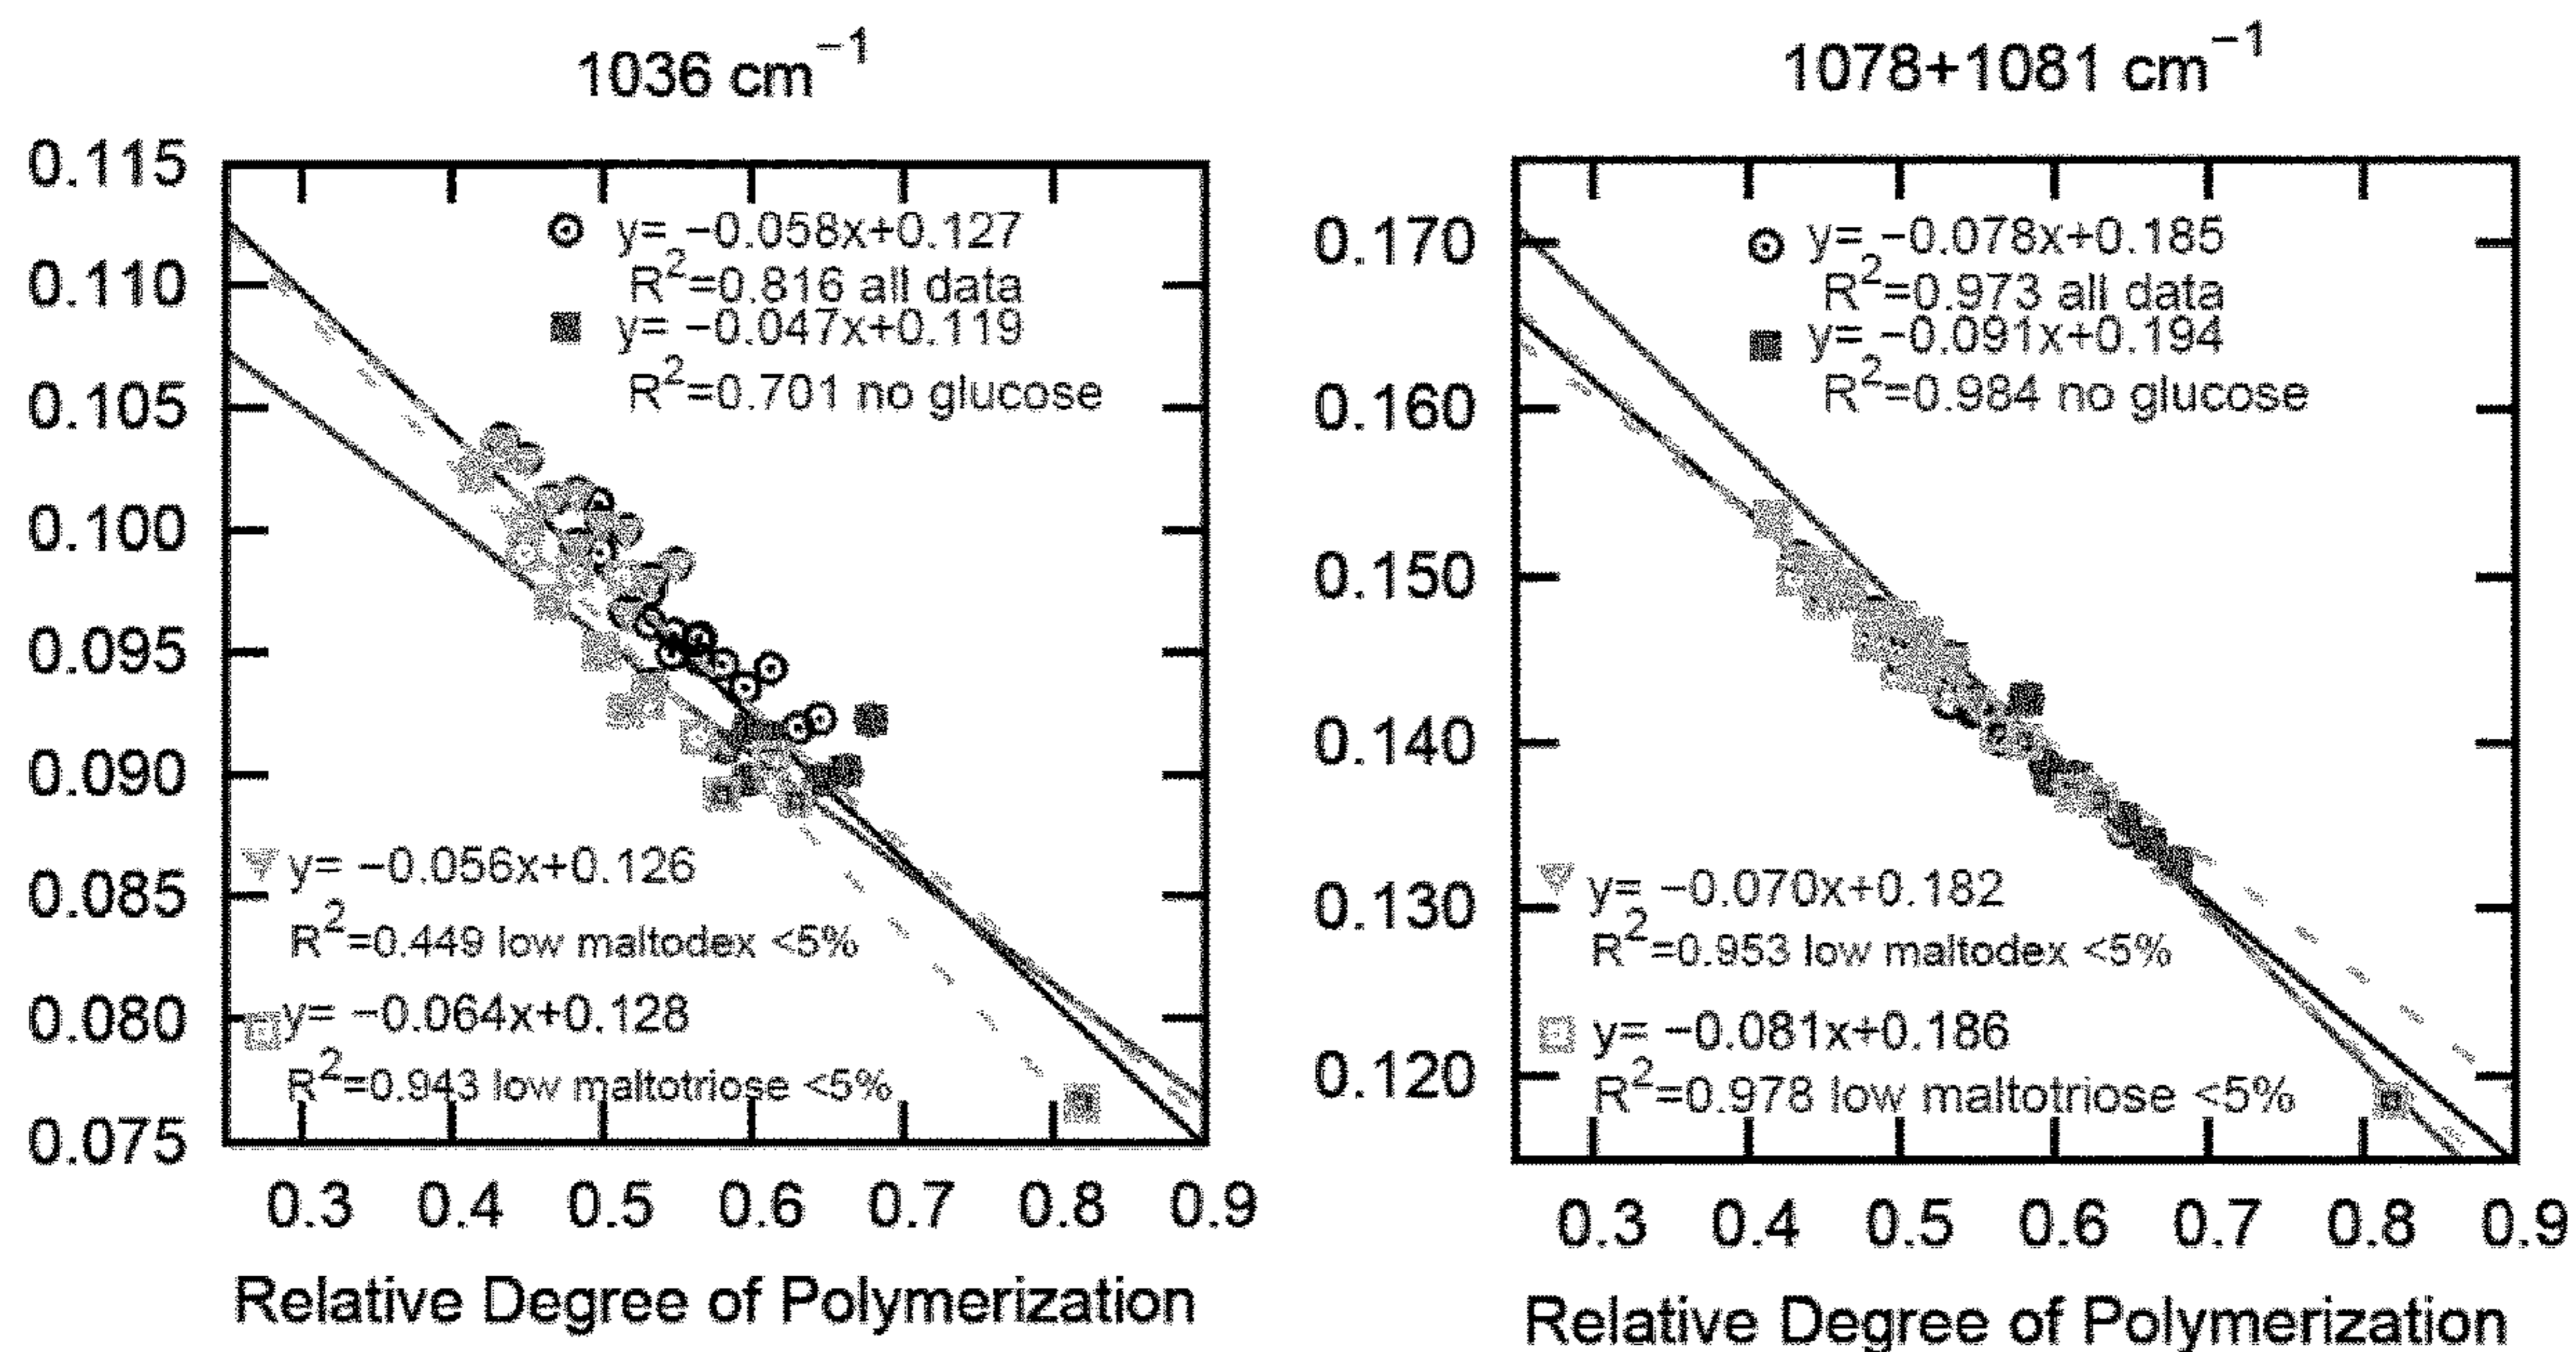 1036 cm⁻¹
0.115
0.110
0.105
0.100
0.095
0.090
0.085
0.080
0.075
y= −0.058x+0.127
R²=0.816 all data
y= −0.047x+0.119
R²=0.701 no glucose
y= −0.056x+0.126
R²=0.449 low maltodex <5%
y= −0.064x+0.128
R²=0.943 low maltotriose <5%
0.3 0.4 0.5 0.6 0.7 0.8 0.9
Relative Degree of Polymerization
1078+1081 cm⁻¹
0.170
0.160
0.150
0.140
0.130
0.120
y= −0.078x+0.185
R²=0.973 all data
y= −0.091x+0.194
R²=0.984 no glucose
y= −0.070x+0.182
R²=0.953 low maltodex <5%
y= −0.081x+0.186
R²=0.978 low maltotriose <5%
0.3 0.4 0.5 0.6 0.7 0.8 0.9
Relative Degree of Polymerization